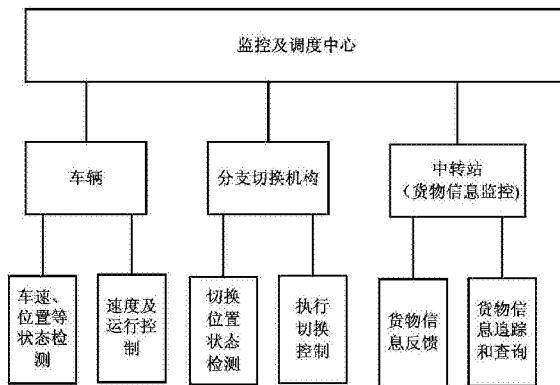 监控及调度中心
车辆
分支切换机构
中转站
（货物信息监控)
车速、
位置等
状态检
测
速度及
运行控
制
切换
位置
状态
检测
执行
切换
控制
货物信
息反馈
货物信
息追踪
和查询